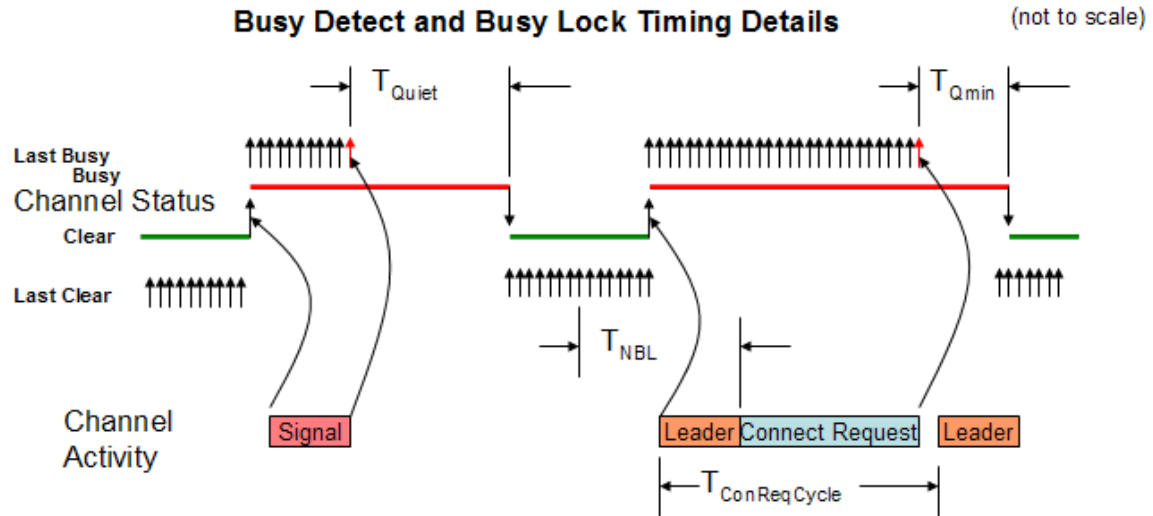 Busy Detect and Busy Lock Timing Details
(not to scale)
TQuiet
TQmin
Last Busy
Busy
Channel Status
Clear
Last Clear
TNBL
Channel
Activity
Signal
Leader
Connect Request
Leader
TConReqCycle